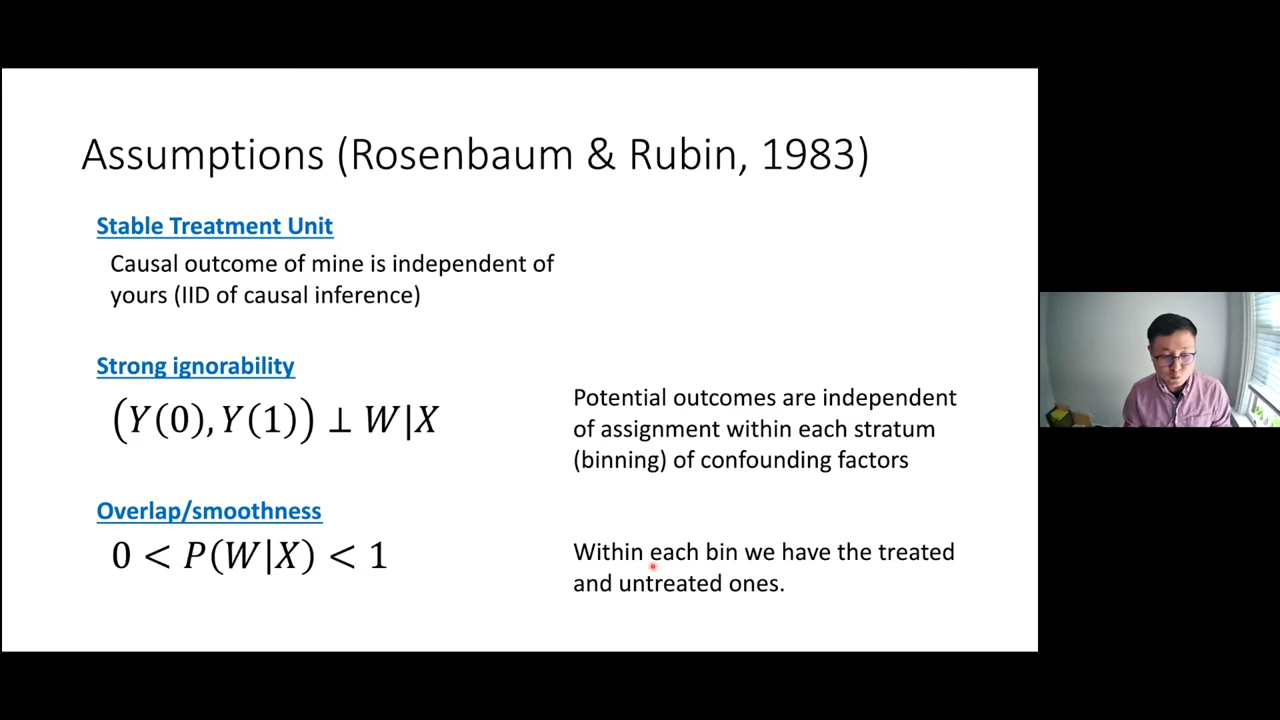 Assumptions (Rosenbaum & Rubin, 1983)
Stable Treatment Unit
Causal outcome of mine is independent of
yours (IID of causal inference)
Strong ignorability
(Y(0), Y(1)) ⊥ W|X
Potential outcomes are independent
of assignment within each stratum
(binning) of confounding factors
Overlap/smoothness
0 < P(W|X) < 1
Within each bin we have the treated
and untreated ones.